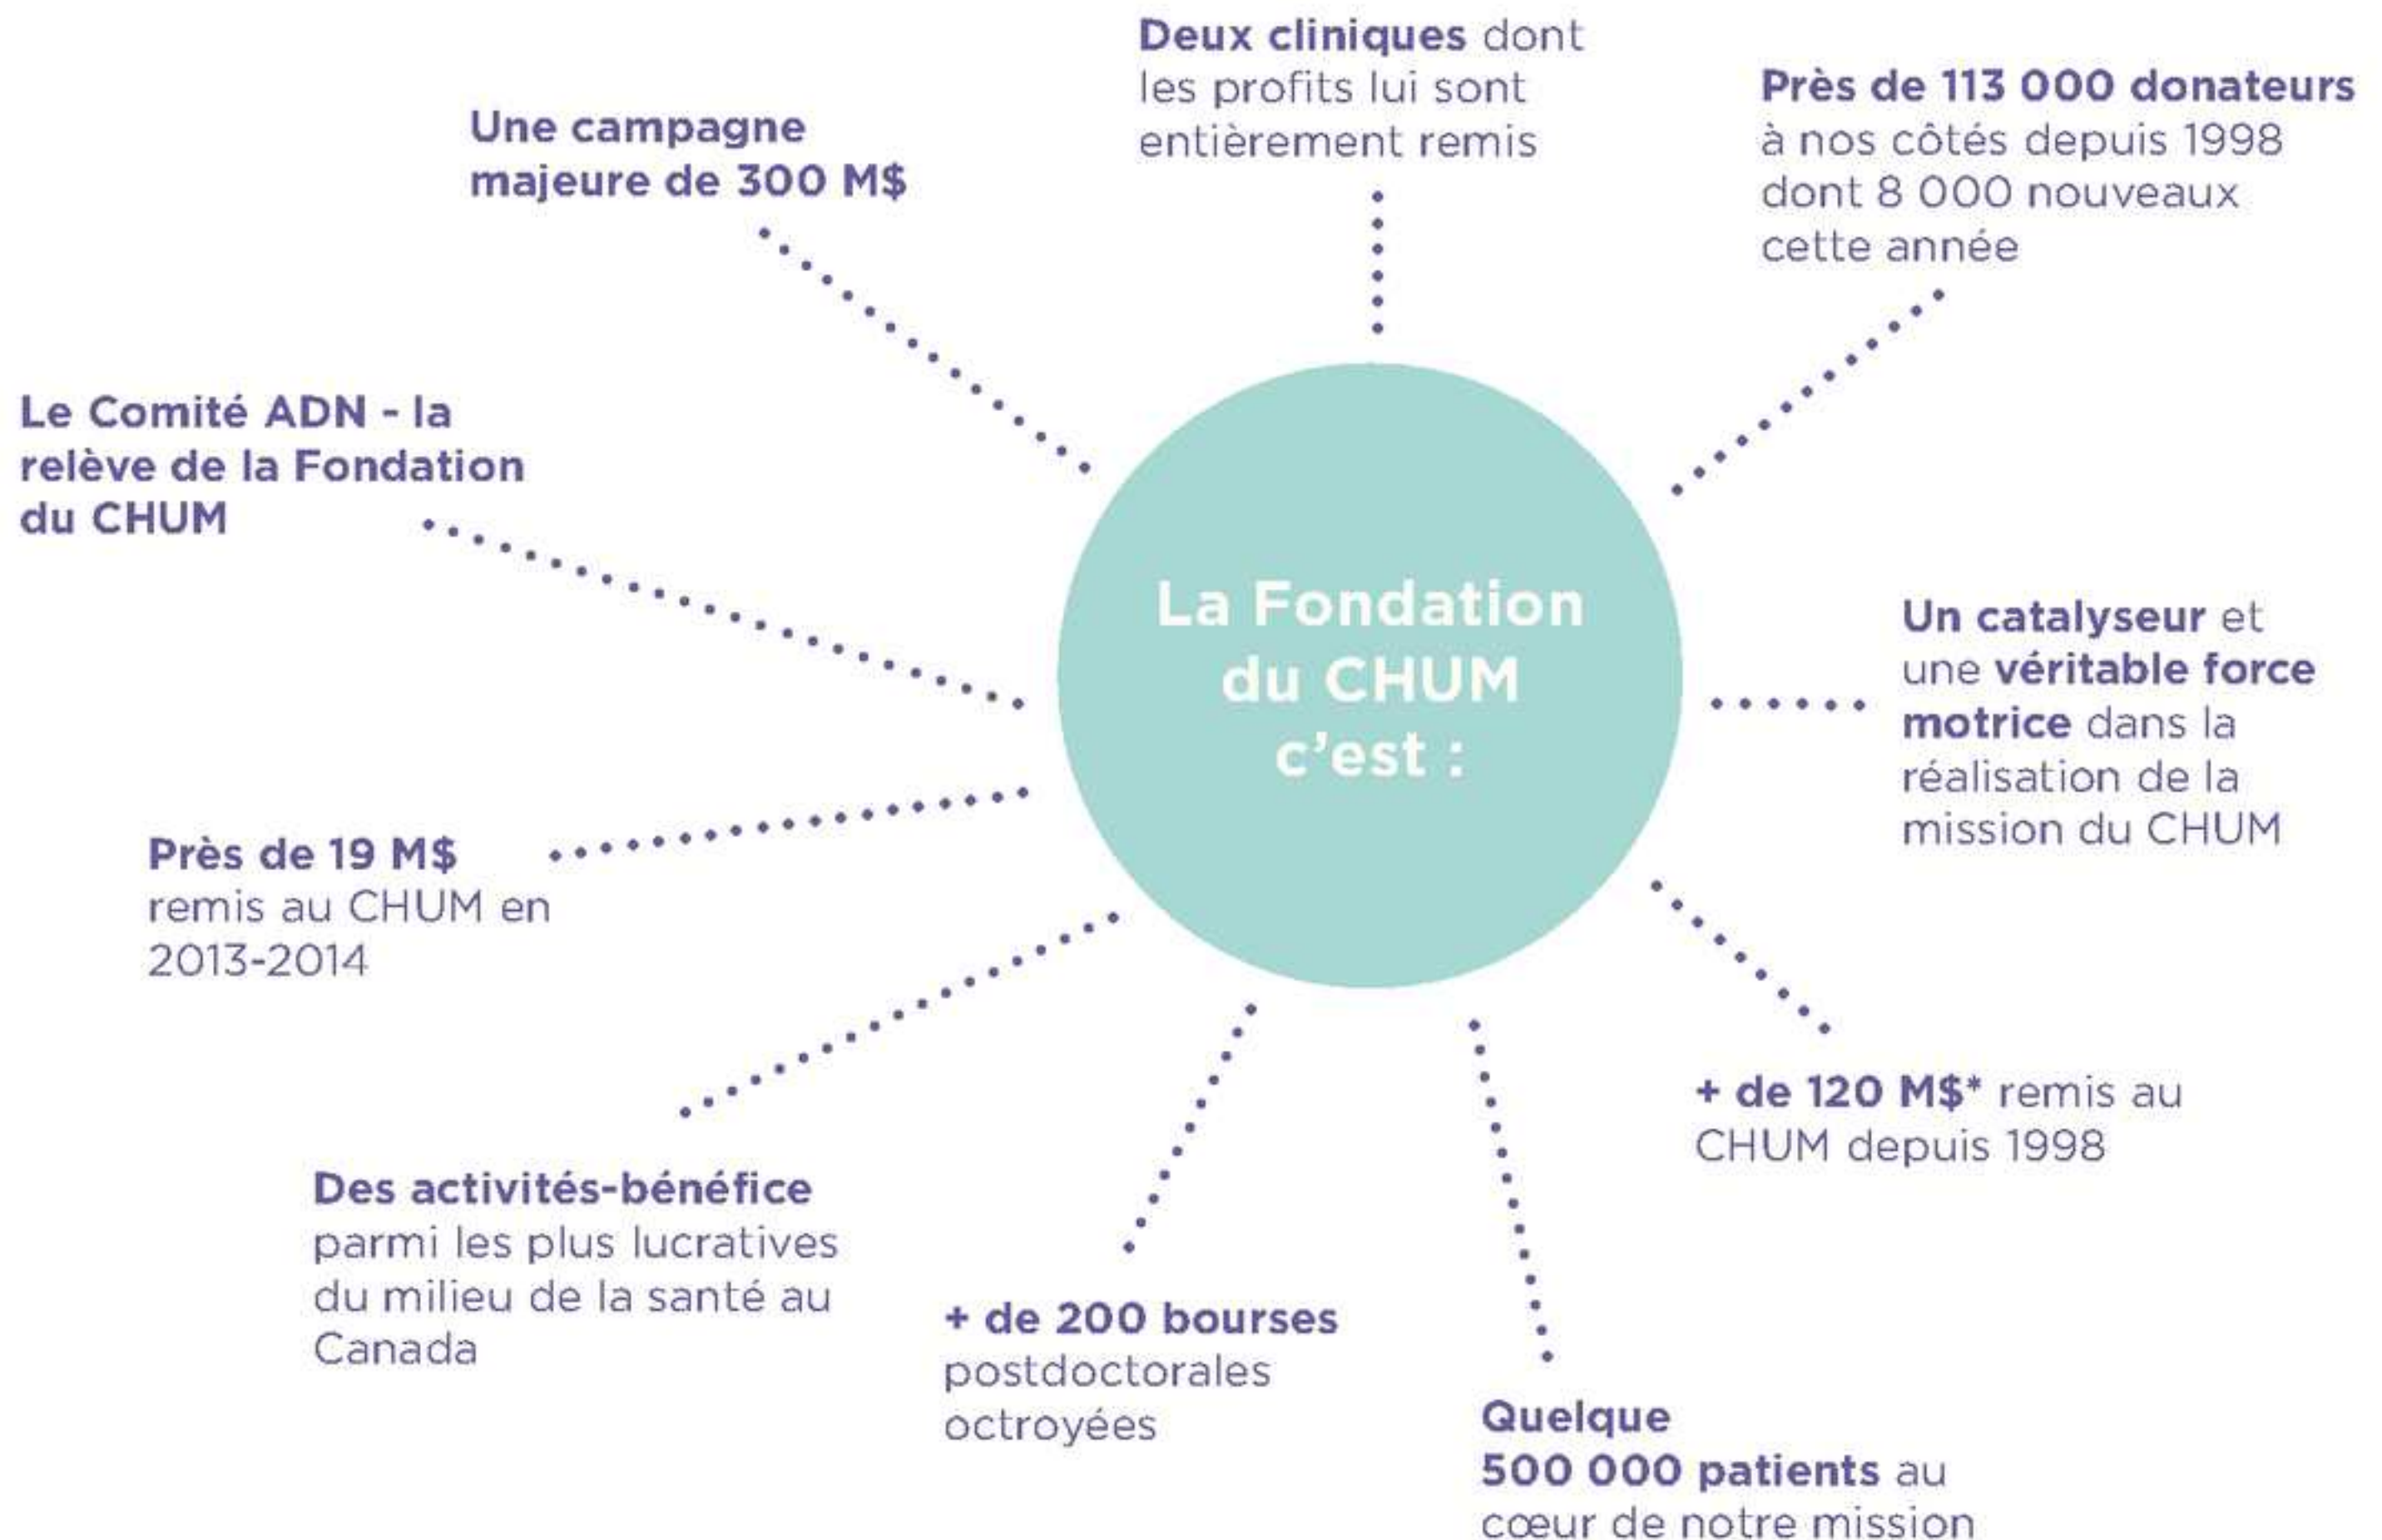 Deux cliniques dont
les profits lui sont
entièrement remis
Près de 113 000 donateurs
à nos côtés depuis 1998
dont 8 000 nouveaux
cette année
Une campagne
majeure de 300 M$
Le Comité ADN - la
relève de la Fondation
du CHUM
La Fondation
du CHUM
c'est :
Un catalyseur et
une véritable force
motrice dans la
réalisation de la
mission du CHUM
Près de 19 M$
remis au CHUM en
2013-2014
+ de 120 M$* remis au
CHUM depuis 1998
Des activités-bénéfice
parmi les plus lucratives
du milieu de la santé au
Canada
+ de 200 bourses
postdoctorales
octroyées
Quelque
500 000 patients au
cœur de notre mission